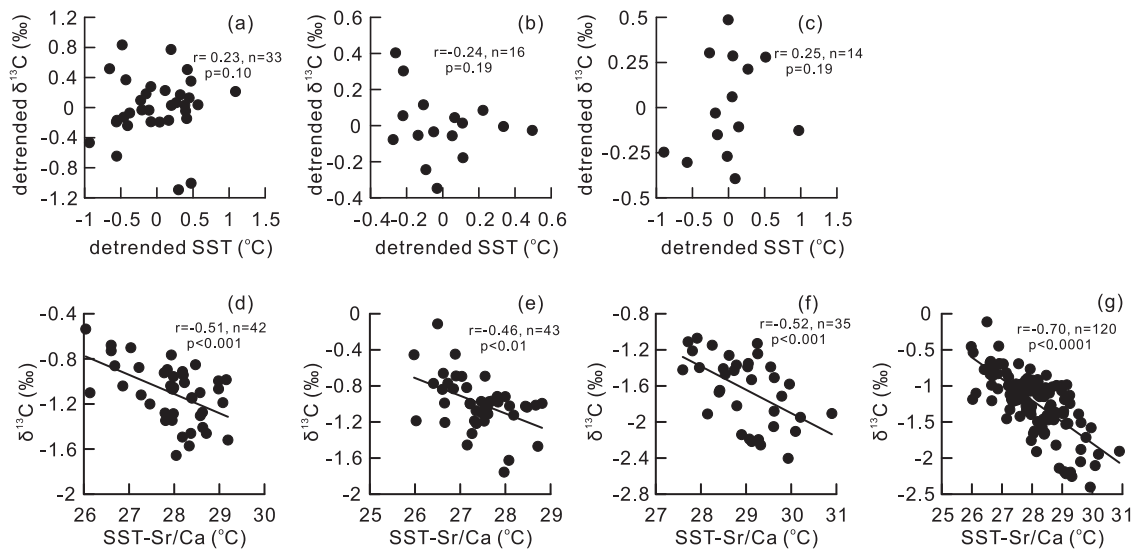 (a)
r= 0.23, n=33
p=0.10
detrended δ¹³C (‰)
1.2
0.8
0.4
0
-0.4
-0.8
-1.2
-1 -0.5 0 0.5 1 1.5
detrended SST (°C)
(b)
r=-0.24, n=16
p=0.19
detrended δ¹³C (‰)
0.6
0.4
0.2
0
-0.2
-0.4
-0.4 -0.2 0 0.2 0.4 0.6
detrended SST (°C)
(c)
r= 0.25, n=14
p=0.19
detrended δ¹³C (‰)
0.5
0.25
0
-0.25
0.5
-1 -0.5 0 0.5 1 1.5
detrended SST (°C)
(d)
r=-0.51, n=42
p<0.001
δ¹³C (‰)
-0.4
-0.8
-1.2
-1.6
-2
26 27 28 29 30
SST-Sr/Ca (°C)
(e)
r=-0.46, n=43
p<0.01
δ¹³C (‰)
0
-0.4
-0.8
-1.2
-1.6
-2
25 26 27 28 29
SST-Sr/Ca (°C)
(f)
r=-0.52, n=35
p<0.001
δ¹³C (‰)
-0.8
-1.2
-1.6
-2
-2.4
-2.8
27 28 29 30 31
SST-Sr/Ca (°C)
(g)
r=-0.70, n=120
p<0.0001
δ¹³C (‰)
0
-0.5
-1
-1.5
-2
-2.5
25 26 27 28 29 30 31
SST-Sr/Ca (°C)